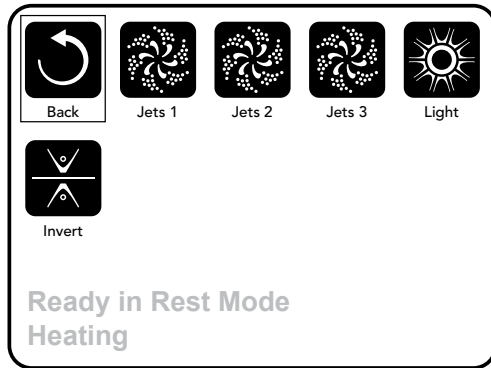 Back
Jets 1
Jets 2
Jets 3
Light
Invert
Ready in Rest Mode
Heating